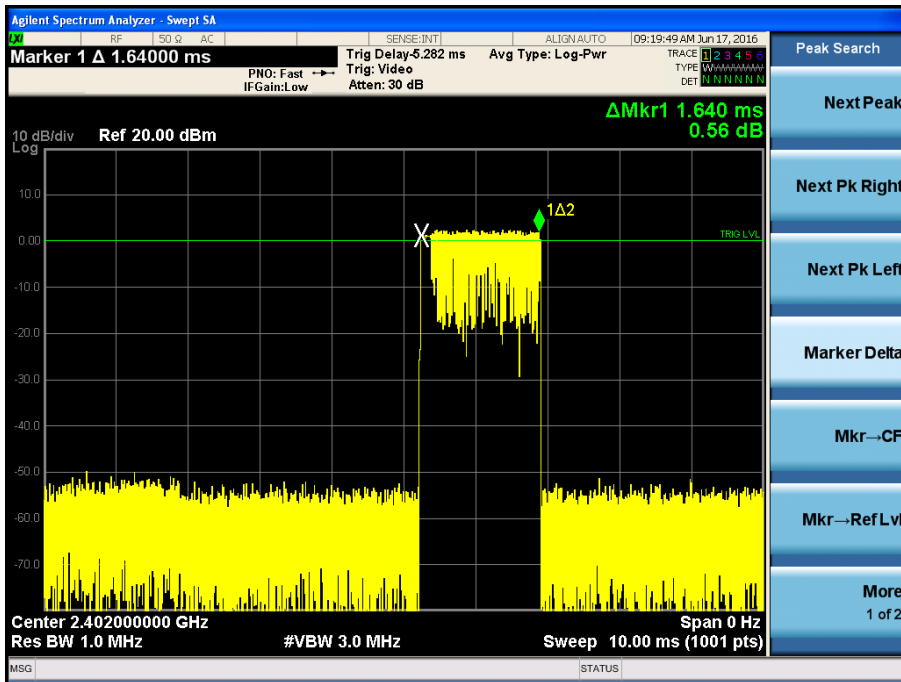 Agilent Spectrum Analyzer - Swept SA
LXI RF 50 Ω AC SENSE:INT ALIGNAUTO 09:19:49 AM Jun 17, 2016
Marker 1 Δ 1.64000 ms
PNO: Fast
IFGain:Low
Trig Delay-5.282 ms
Trig: Video
Atten: 30 dB
Avg Type: Log-Pwr
TRACE 1 2 3 4 5 6
TYPE WWWWWW
DET N N N N N N
ΔMkr1 1.640 ms
0.56 dB
10 dB/div Ref 20.00 dBm
Log
10.0
0.00
-10.0
-20.0
-30.0
-40.0
-50.0
-60.0
-70.0
X
1Δ2
TRIG LVL
Center 2.402000000 GHz Span 0 Hz
Res BW 1.0 MHz #VBW 3.0 MHz Sweep 10.00 ms (1001 pts)
MSG STATUS
Peak Search
Next Peak
Next Pk Right
Next Pk Left
Marker Delta
Mkr→CF
Mkr→Ref Lvl
More
1 of 2